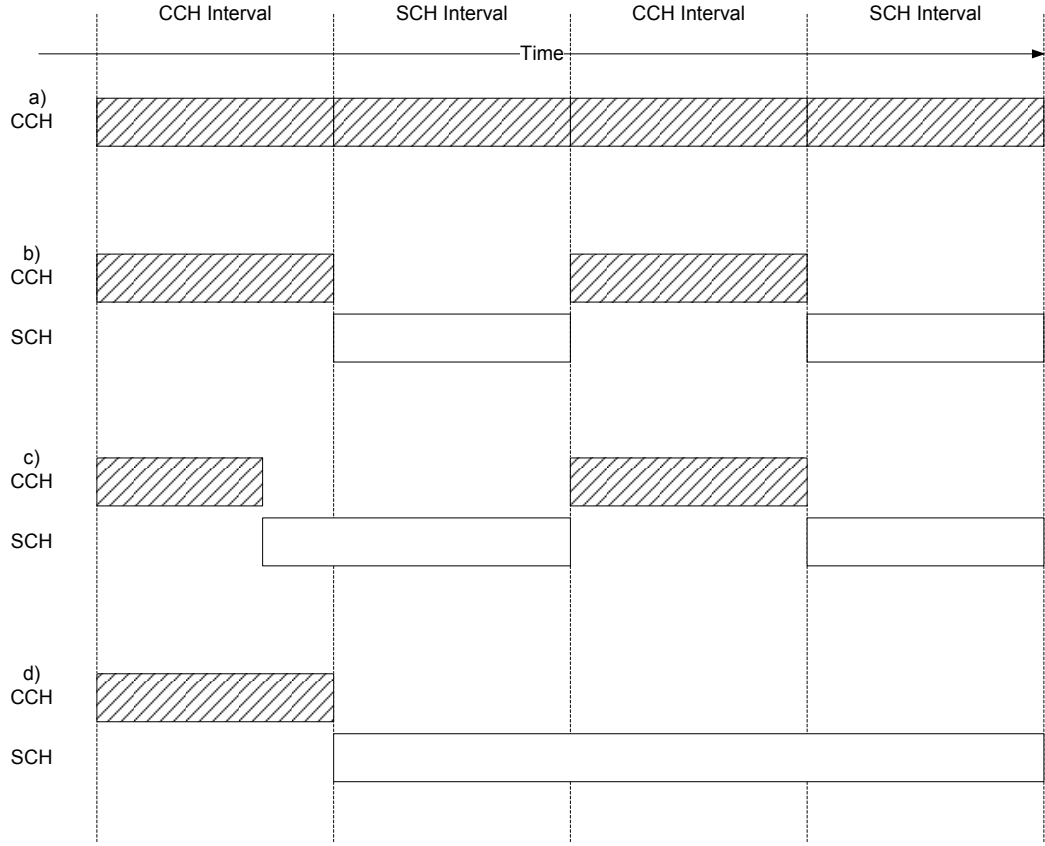 CCH Interval
SCH Interval
CCH Interval
SCH Interval
Time
a)
CCH
b)
CCH
SCH
c)
CCH
SCH
d)
CCH
SCH